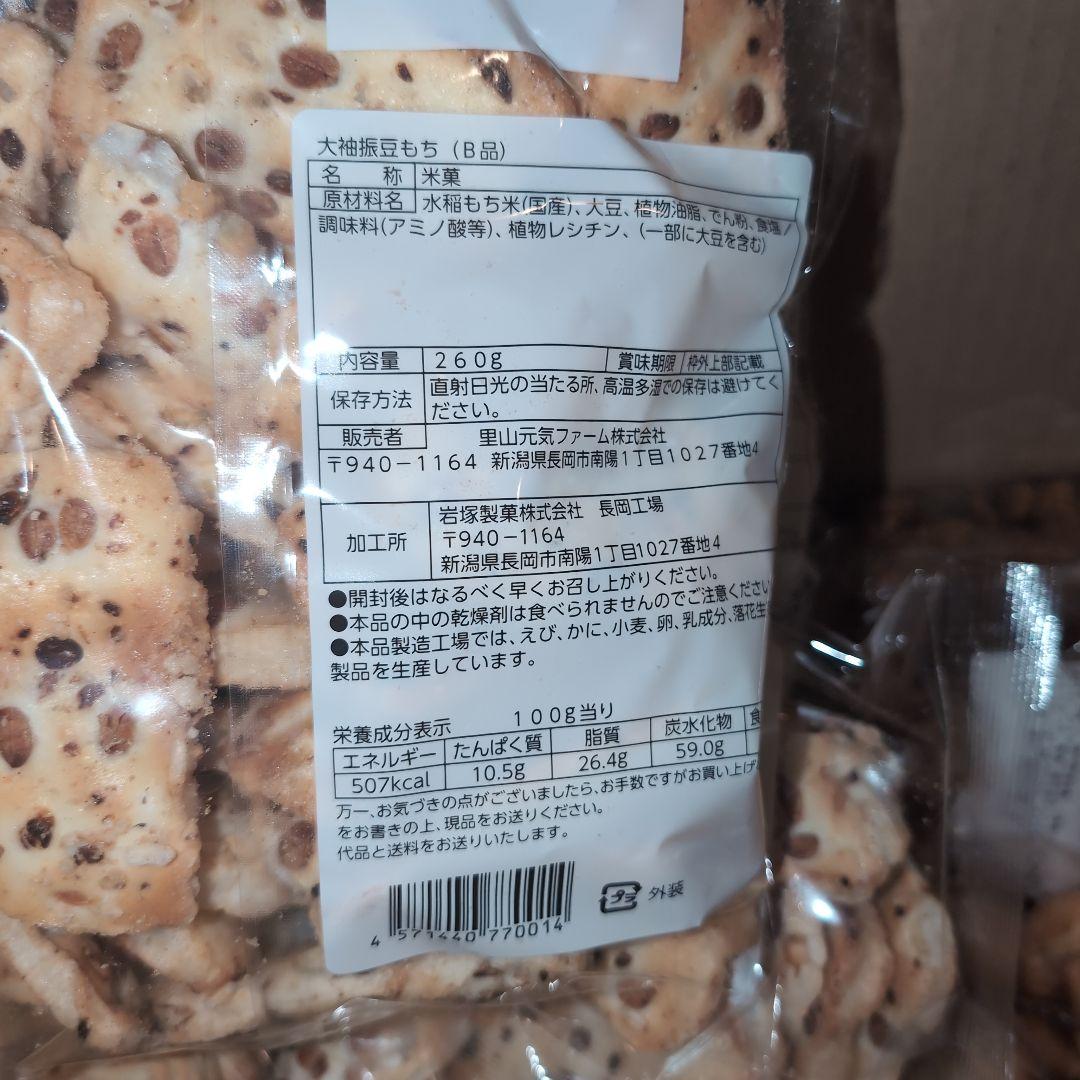 大袖振豆もち（B品）
名 称 米菓
原材料名 水稲もち米(国産)、大豆、植物油脂、でん粉、食塩/
調味料(アミノ酸等)、植物レシチン、（一部に大豆を含む）
内容量 260g 賞味期限 枠外上部記載
保存方法 直射日光の当たる所、高温多湿での保存は避けてく
ださい。
販売者 里山元気ファーム株式会社
〒940-1164 新潟県長岡市南陽1丁目1027番地4
加工所 岩塚製菓株式会社 長岡工場
〒940-1164
新潟県長岡市南陽1丁目1027番地4
●開封後はなるべく早くお召し上がりください。
●本品の中の乾燥剤は食べられませんのでご注意ください
●本品製造工場では、えび、かに、小麦、卵、乳成分、落花生
製品を生産しています。
栄養成分表示 100g当り
エネルギー たんぱく質 脂質 炭水化物 食
507kcal 10.5g 26.4g 59.0g
万一、お気づきの点がございましたら、お手数ですがお買い上げ
をお書きの上、現品をお送りください。
代品と送料をお送りいたします。
プラ 外装
4 571440 770014